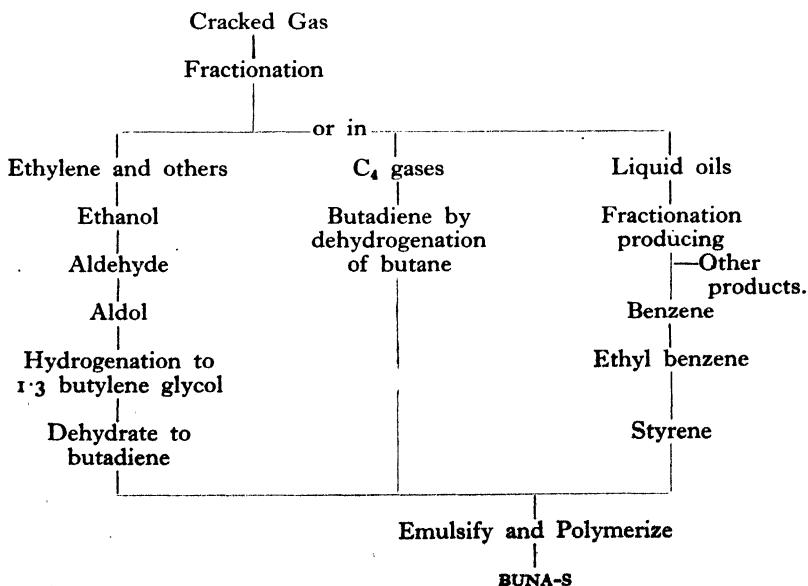 Cracked Gas
Fractionation
or in
Ethylene and others
Ethanol
Aldehyde
Aldol
Hydrogenation to
1·3 butylene glycol
Dehydrate to
butadiene
C₄ gases
Butadiene by
dehydrogenation
of butane
Liquid oils
Fractionation
producing
Other
products.
Benzene
Ethyl benzene
Styrene
Emulsify and Polymerize
BUNA-S